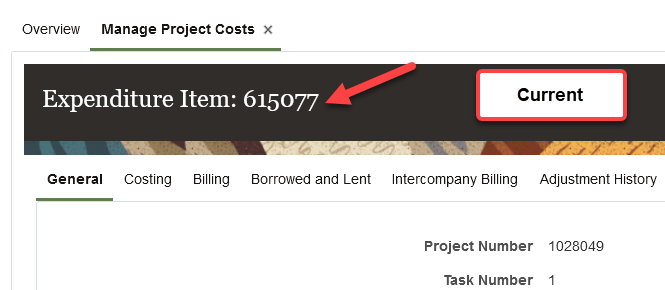 Overview Manage Project Costs ×
Expenditure Item: 615077 Current
General Costing Billing Borrowed and Lent Intercompany Billing Adjustment History
Project Number 1028049
Task Number 1